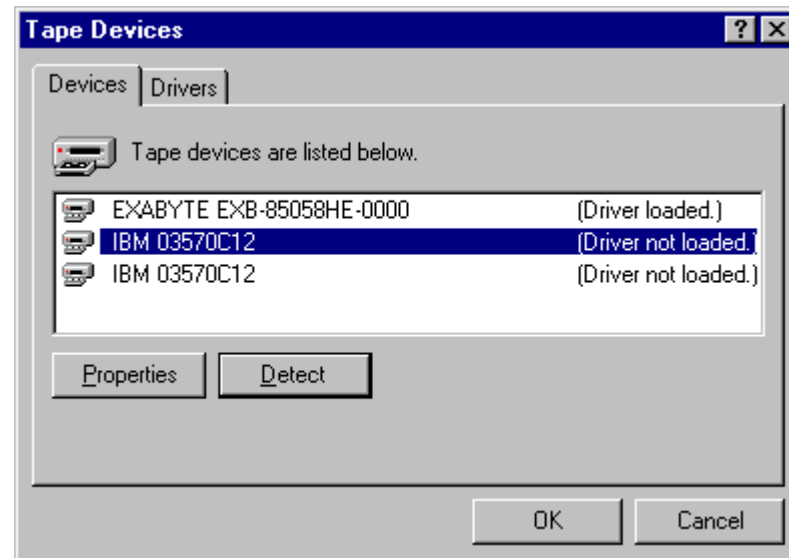 Tape Devices
Devices Drivers
Tape devices are listed below.
EXABYTE EXB-85058HE-0000 (Driver loaded.)
IBM 03570C12 (Driver not loaded.)
IBM 03570C12 (Driver not loaded.)
Properties Detect
OK Cancel